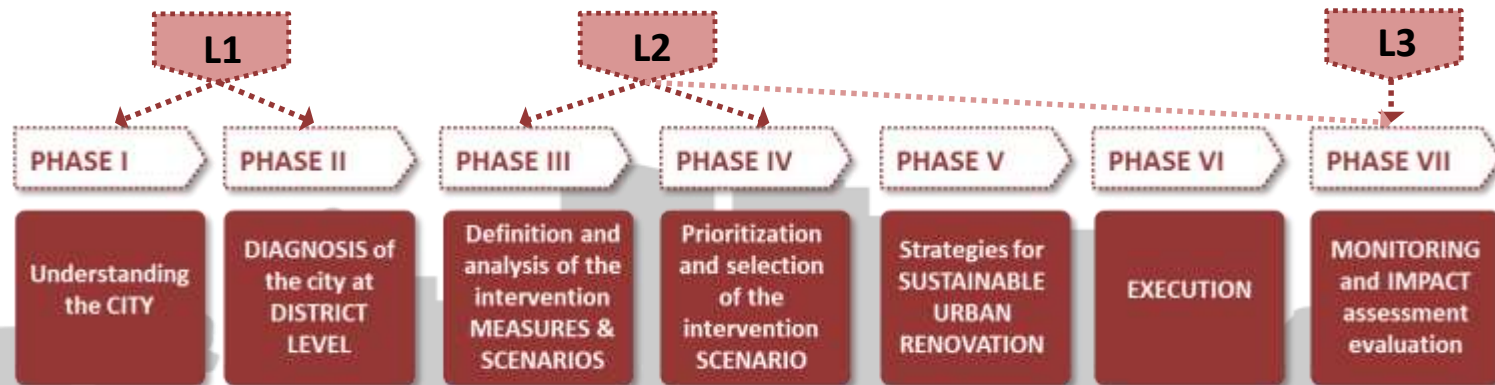 L1
L2
L3
PHASE I
PHASE II
PHASE III
PHASE IV
PHASE V
PHASE VI
PHASE VII
Understanding
the CITY
DIAGNOSIS of
the city at
DISTRICT
LEVEL
Definition and
analysis of the
intervention
MEASURES &
SCENARIOS
Prioritization
and selection
of the
intervention
SCENARIO
Strategies for
SUSTAINABLE
URBAN
RENOVATION
EXECUTION
MONITORING
and IMPACT
assessment
evaluation